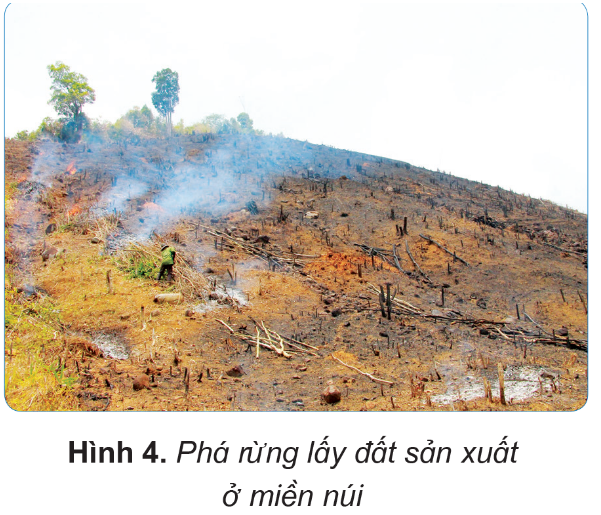 Hình 4. Phá rừng lấy đất sản xuất
ở miền núi